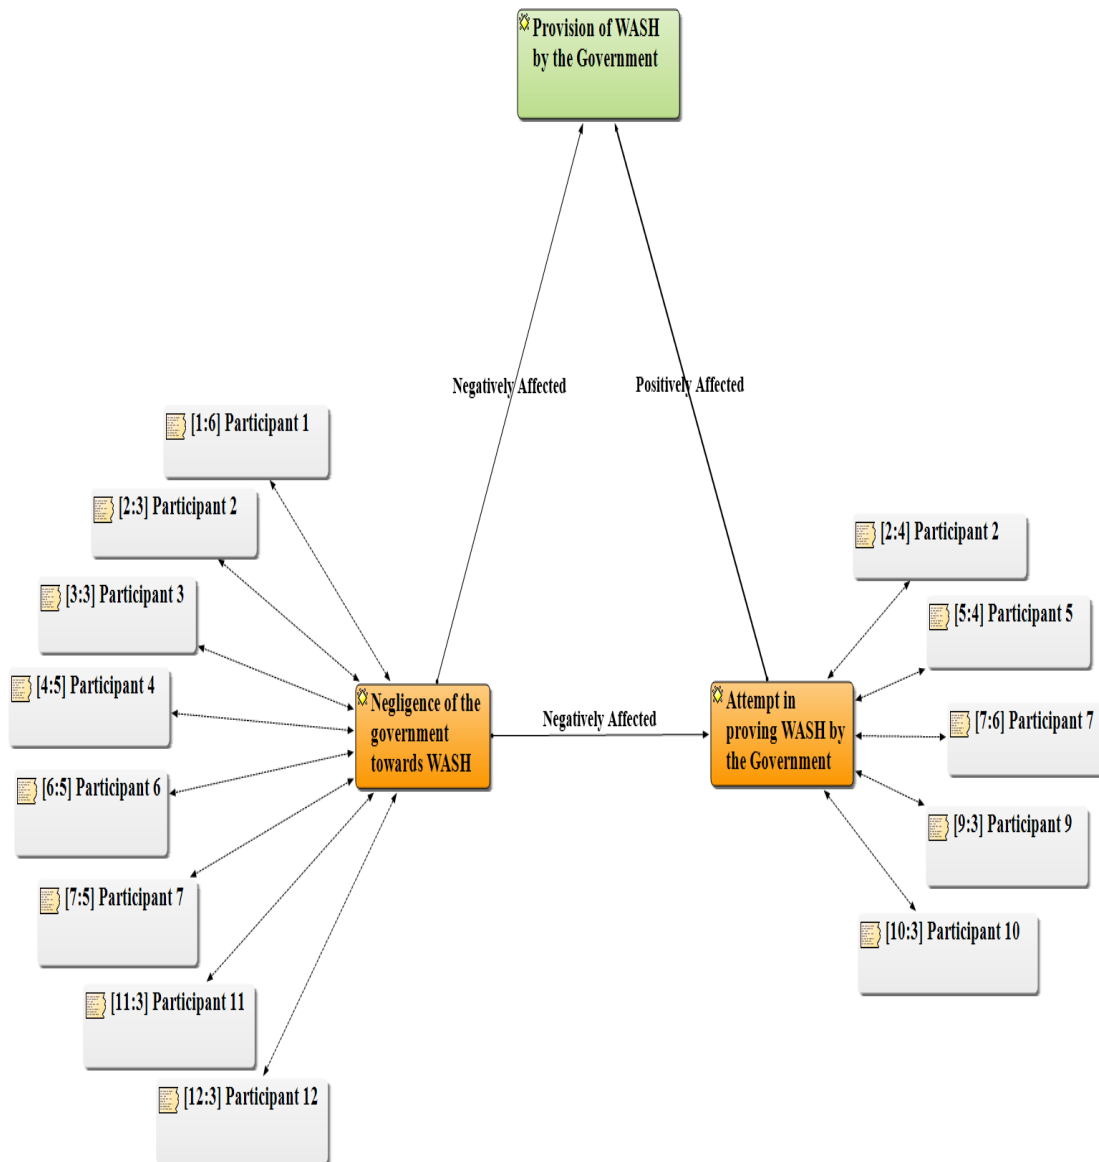 Provision of WASH
by the Government
Negatively Affected
Positively Affected
[1:6] Participant 1
[2:3] Participant 2
[3:3] Participant 3
[4:5] Participant 4
[6:5] Participant 6
[7:5] Participant 7
[11:3] Participant 11
[12:3] Participant 12
Negligence of the
government
towards WASH
Negatively Affected
Attempt in
proving WASH by
the Government
[2:4] Participant 2
[5:4] Participant 5
[7:6] Participant 7
[9:3] Participant 9
[10:3] Participant 10